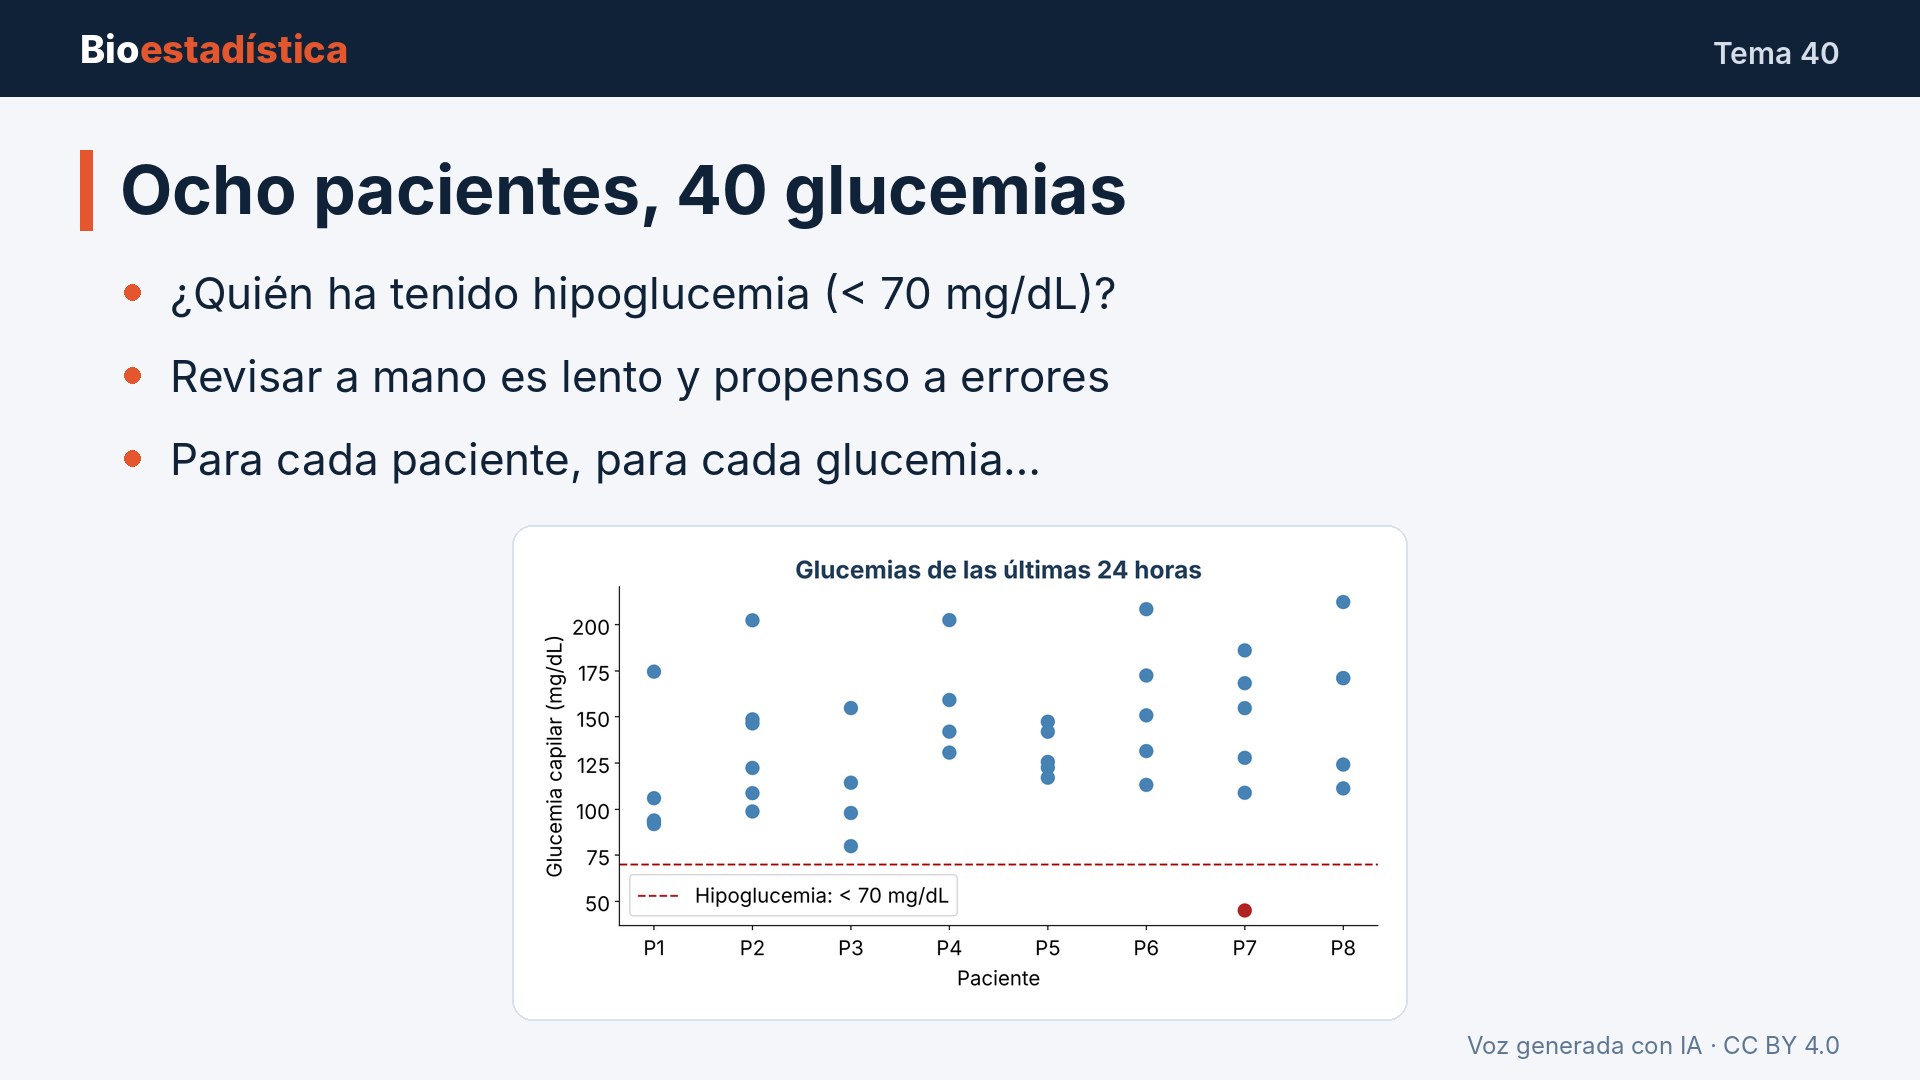 Bioestadística
Tema 40
Ocho pacientes, 40 glucemias
¿Quién ha tenido hipoglucemia (< 70 mg/dL)?
Revisar a mano es lento y propenso a errores
Para cada paciente, para cada glucemia...
Glucemias de las últimas 24 horas
Glucemia capilar (mg/dL)
200
175
150
125
100
75
50
Hipoglucemia: < 70 mg/dL
P1 P2 P3 P4 P5 P6 P7 P8
Paciente
Voz generada con IA · CC BY 4.0